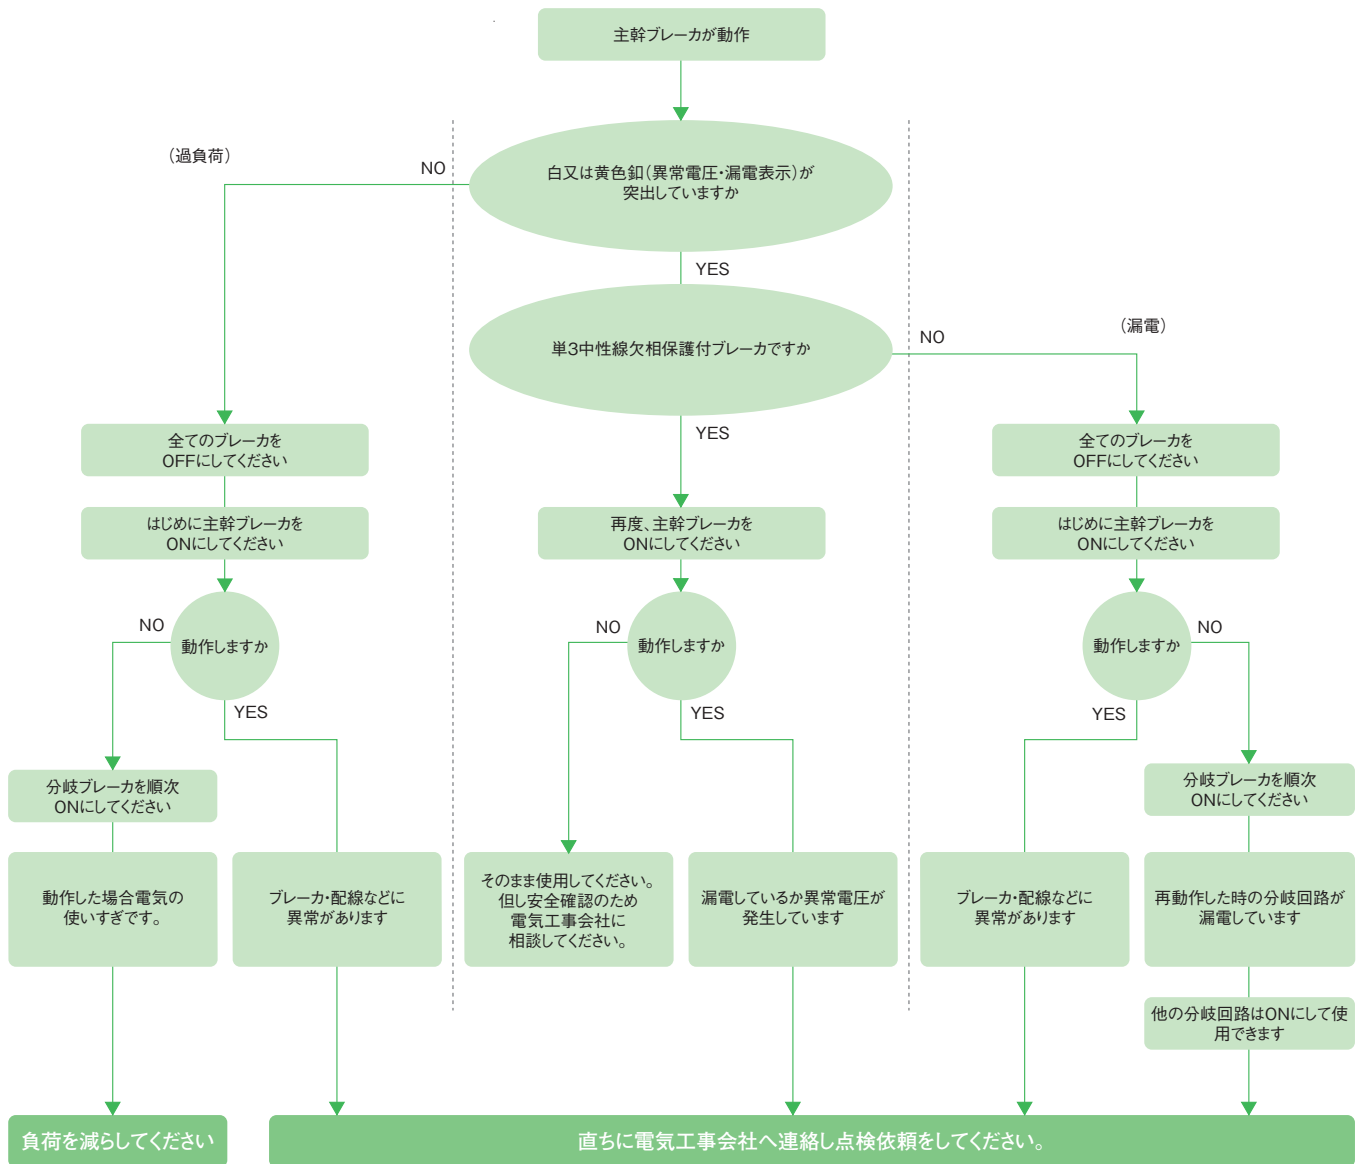 主幹ブレーカが動作
白又は黄色釦（異常電圧・漏電表示）が
突出していますか
（過負荷）
NO
YES
単3中性線欠相保護付ブレーカですか
NO
（漏電）
YES
全てのブレーカを
OFFにしてください
はじめに主幹ブレーカを
ONにしてください
再度、主幹ブレーカを
ONにしてください
全てのブレーカを
OFFにしてください
はじめに主幹ブレーカを
ONにしてください
NO
動作しますか
YES
NO
動作しますか
YES
動作しますか
NO
YES
分岐ブレーカを順次
ONにしてください
分岐ブレーカを順次
ONにしてください
動作した場合電気の
使いすぎです。
ブレーカ・配線などに
異常があります
そのまま使用してください。
但し安全確認のため
電気工事会社に
相談してください。
漏電しているか異常電圧が
発生しています
ブレーカ・配線などに
異常があります
再動作した時の分岐回路が
漏電しています
他の分岐回路はONにして使
用できます
負荷を減らしてください
直ちに電気工事会社へ連絡し点検依頼をしてください。